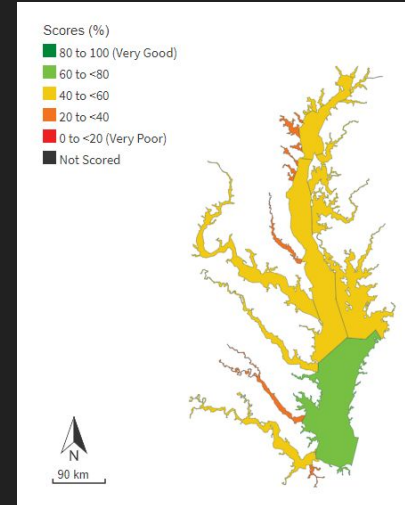 Scores (%)
80 to 100 (Very Good)
60 to <80
40 to <60
20 to <40
0 to <20 (Very Poor)
Not Scored
N
90 km